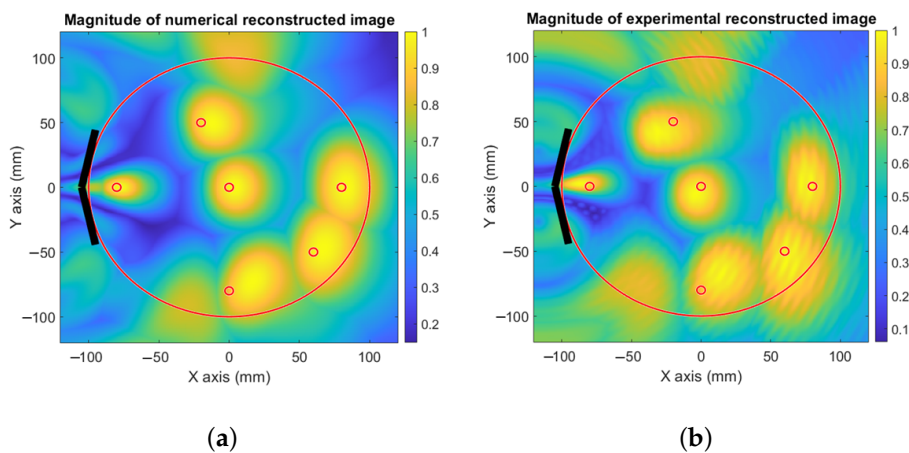 Magnitude of numerical reconstructed image
100
50
0
−50
−100
Y axis (mm)
−100 −50 0 50 100
X axis (mm)
1
0.9
0.8
0.7
0.6
0.5
0.4
0.3
0.2
(a)
Magnitude of experimental reconstructed image
100
50
0
−50
−100
Y axis (mm)
−100 −50 0 50 100
X axis (mm)
1
0.9
0.8
0.7
0.6
0.5
0.4
0.3
0.2
0.1
(b)